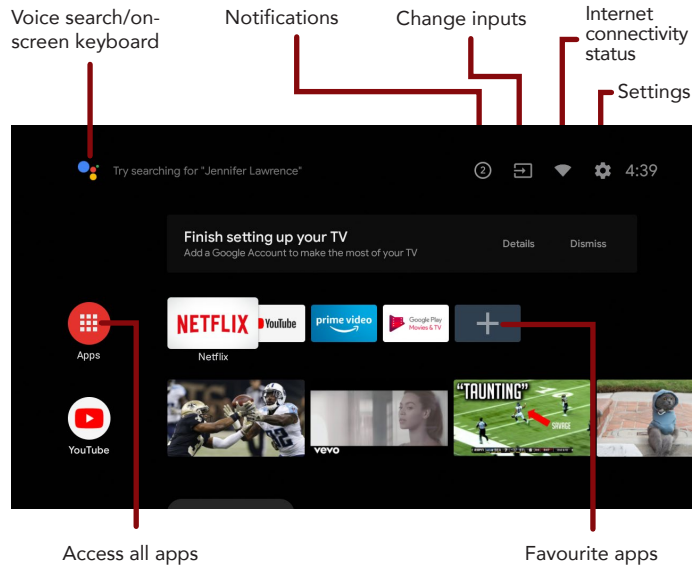 Voice search/on-
screen keyboard
Notifications
Change inputs
Internet
connectivity
status
Settings
Try searching for "Jennifer Lawrence"
2
4:39
Finish setting up your TV
Add a Google Account to make the most of your TV
Details
Dismiss
Apps
NETFLIX
YouTube
prime video
Google Play
Movies & TV
Netflix
YouTube
vevo
"TAUNTING"
SAVAGE
Access all apps
Favourite apps